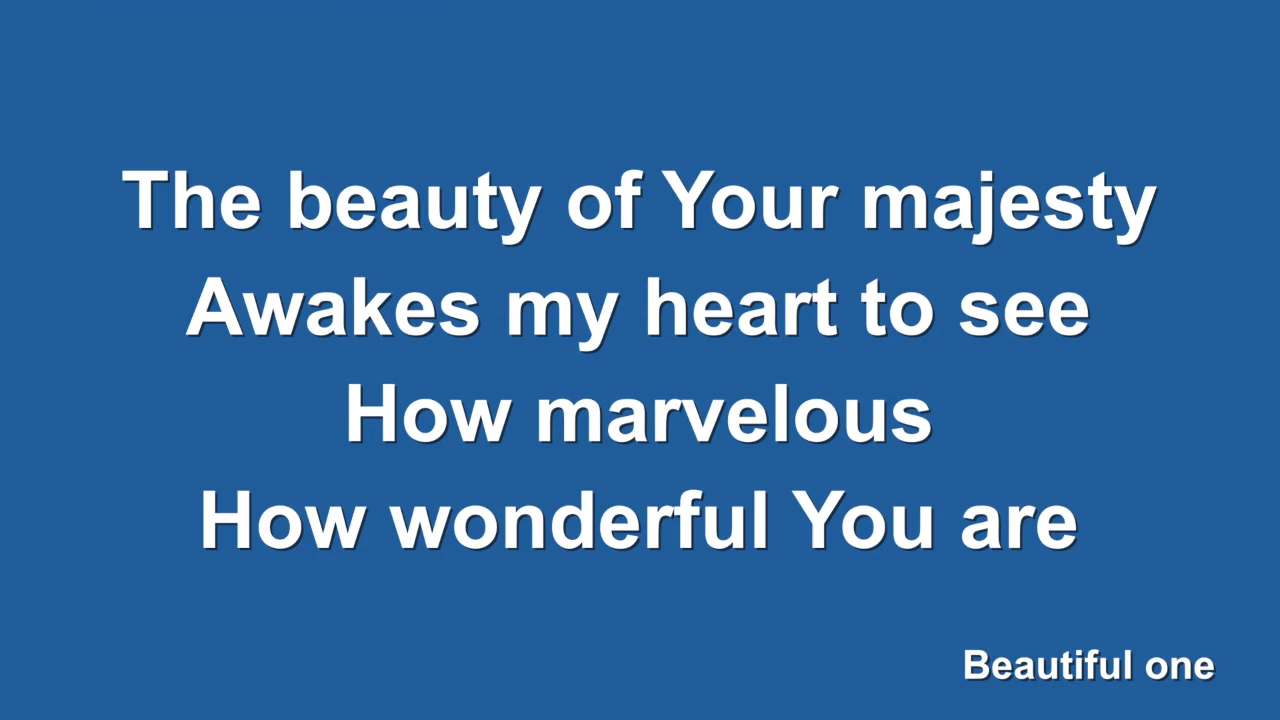 The beauty of Your majesty
Awakes my heart to see
How marvelous
How wonderful You are
Beautiful one